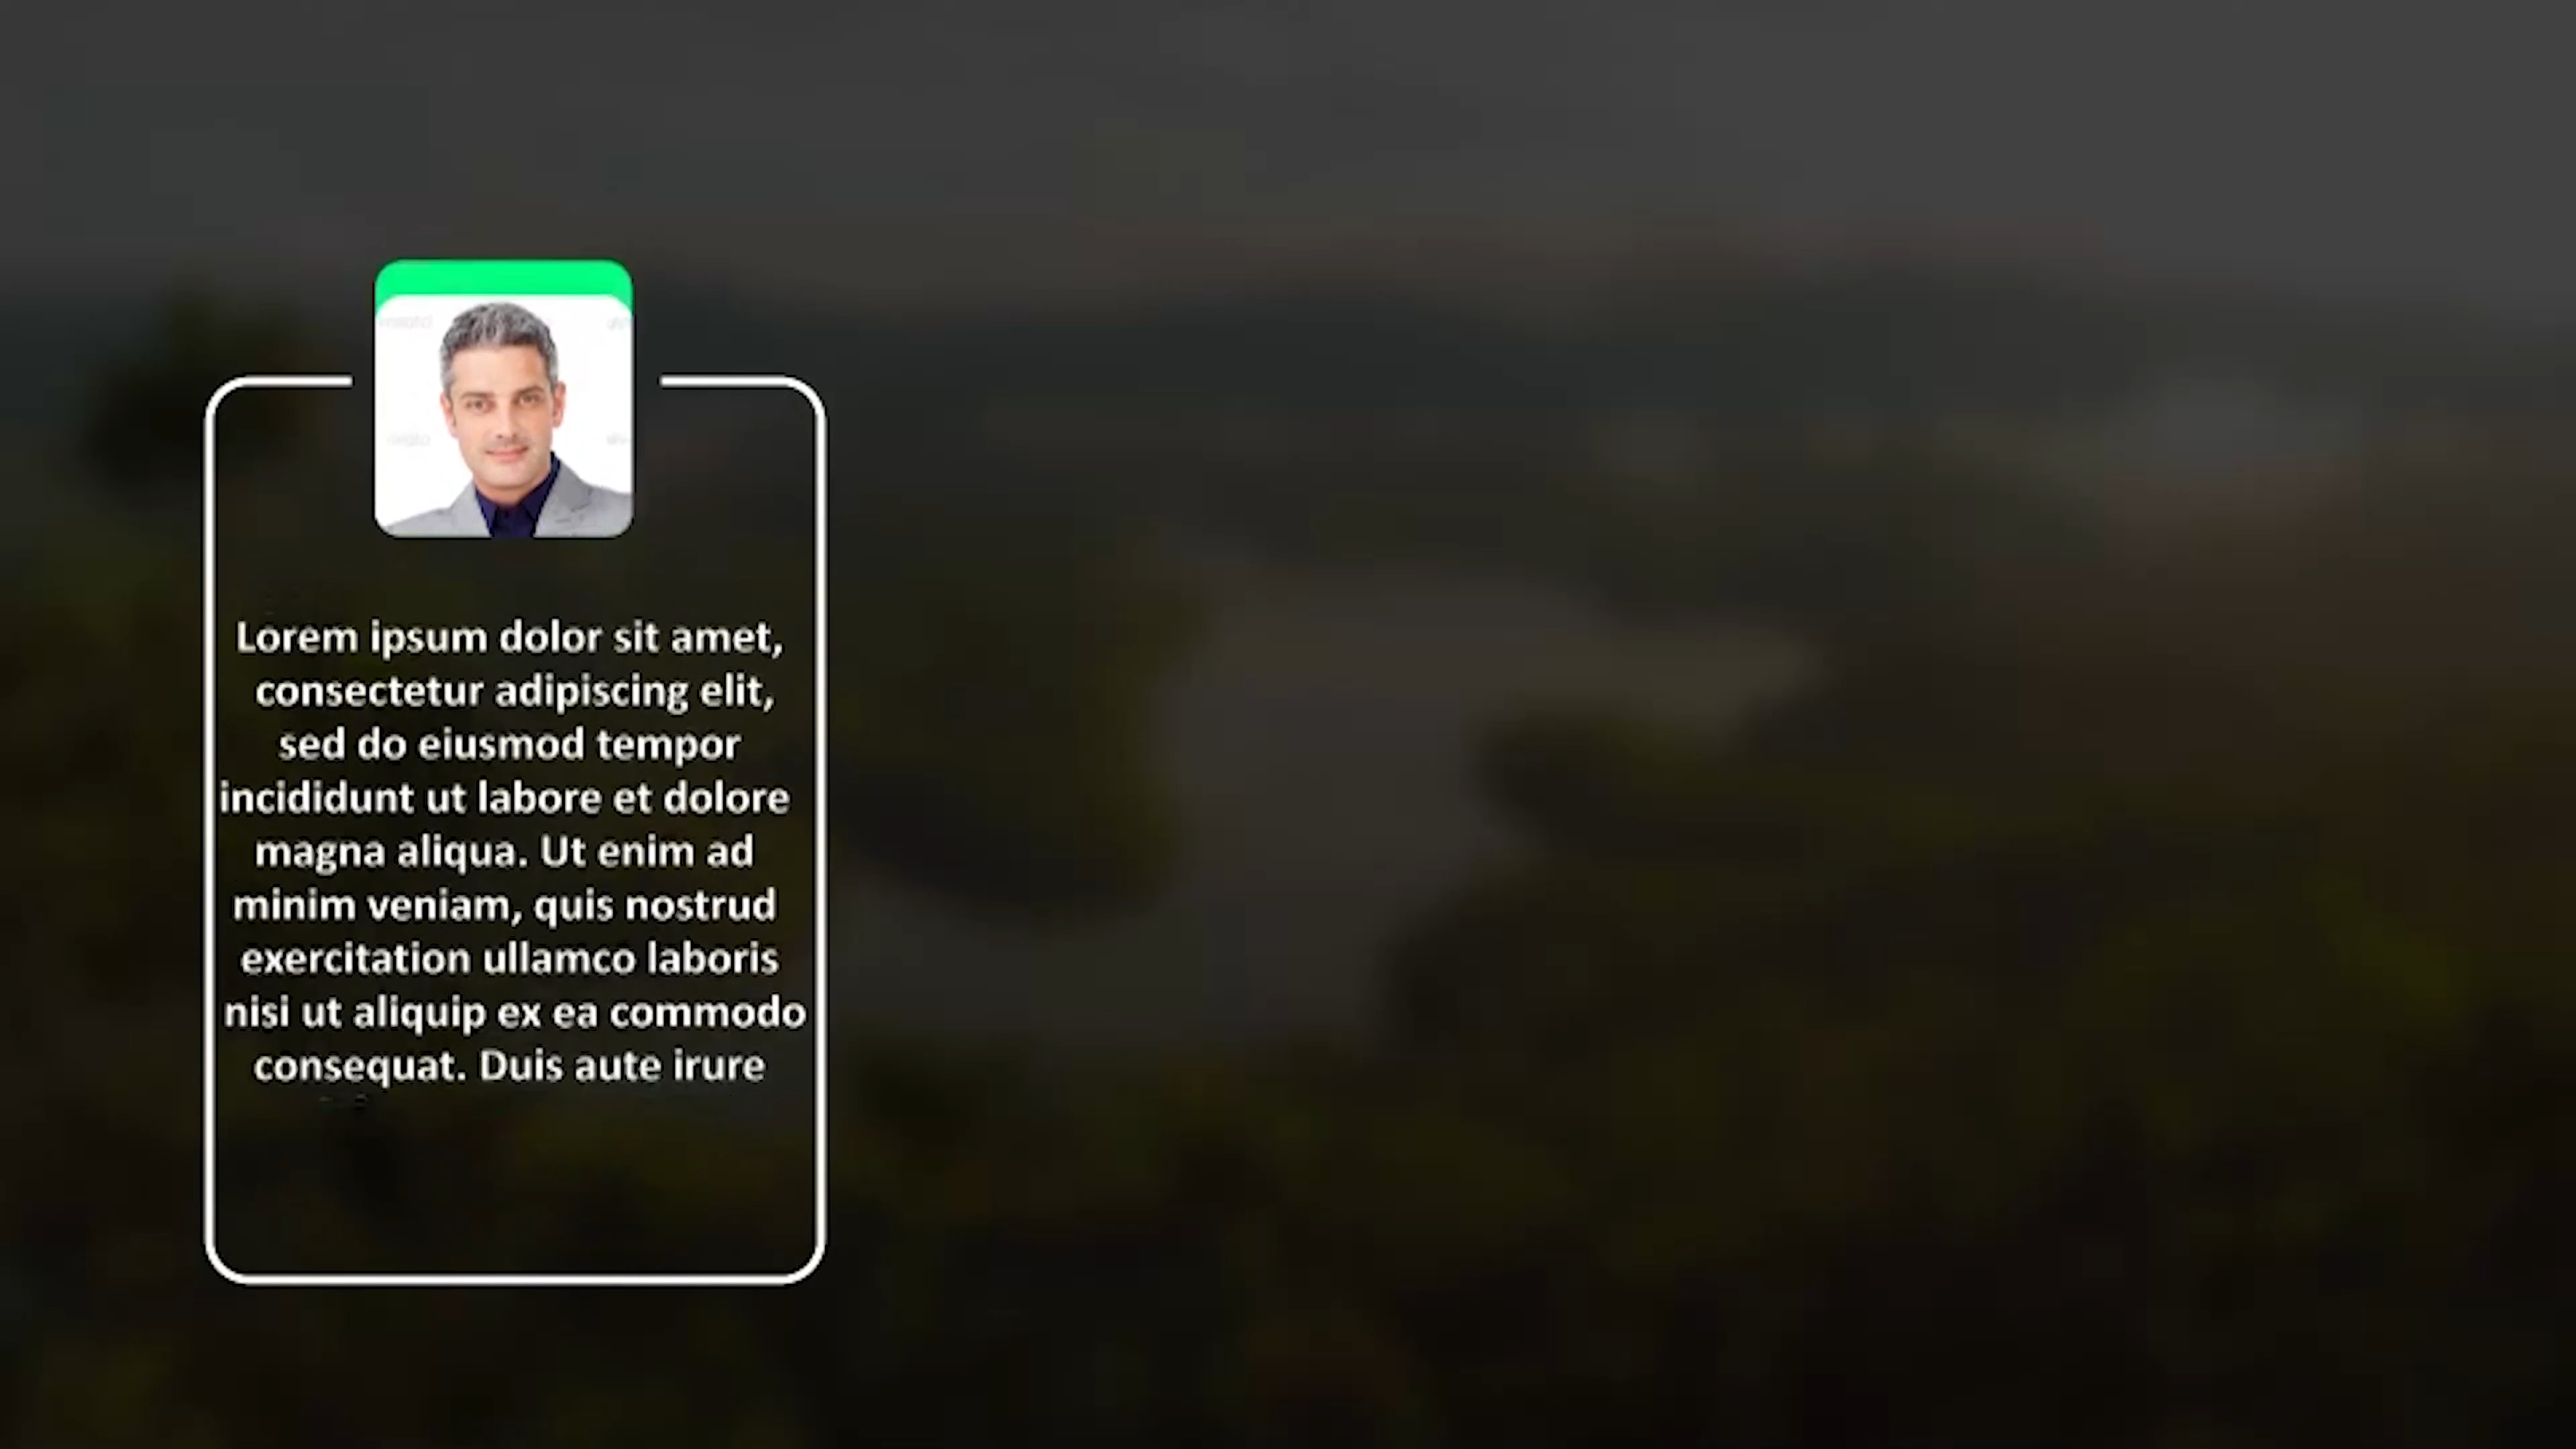 Lorem ipsum dolor sit amet,
consectetur adipiscing elit,
sed do eiusmod tempor
incididunt ut labore et dolore
magna aliqua. Ut enim ad
minim veniam, quis nostrud
exercitation ullamco laboris
nisi ut aliquip ex ea commodo
consequat. Duis aute irure